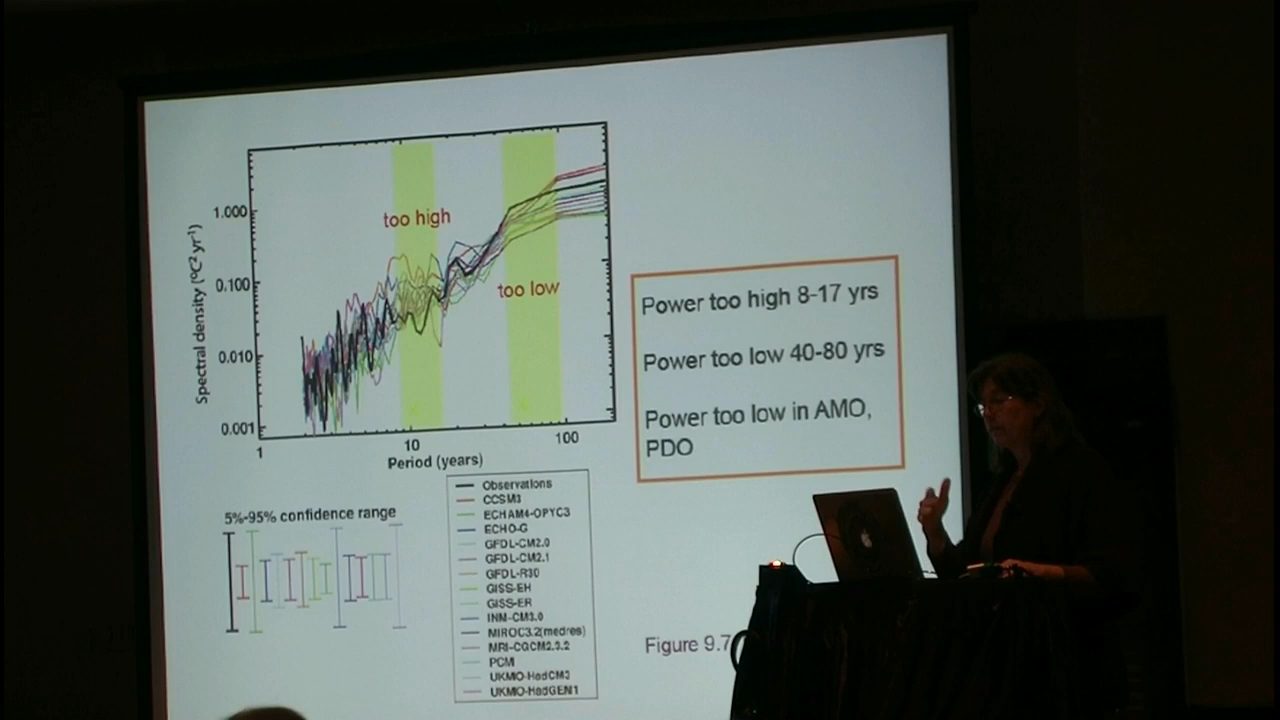 1.000
0.100
0.010
0.001
Spectral density (ºC² yr⁻¹)
too high
too low
1
10
100
Period (years)
Power too high 8-17 yrs
Power too low 40-80 yrs
Power too low in AMO,
PDO
5%-95% confidence range
Observations
CCSM3
ECHAM4-OPYC3
ECHO-G
GFDL-CM2.0
GFDL-CM2.1
GFDL-R30
GISS-EH
GISS-ER
INM-CM3.0
MIROC3.2(medres)
MRI-CGCM2.3.2
PCM
UKMO-HadCM3
UKMO-HadGEM1
Figure 9.7